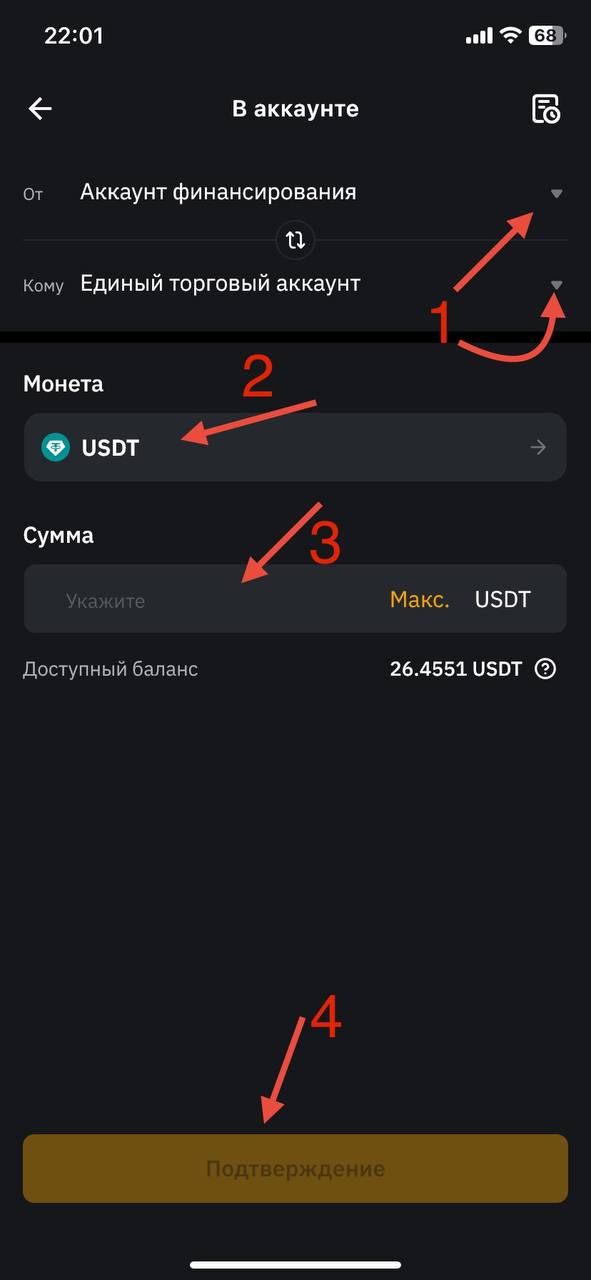 22:01
68
В аккаунте
От Аккаунт финансирования
Кому Единый торговый аккаунт
1
Монета
2
USDT
Сумма
3
Укажите Макс. USDT
Доступный баланс 26.4551 USDT ?
4
Подтверждение